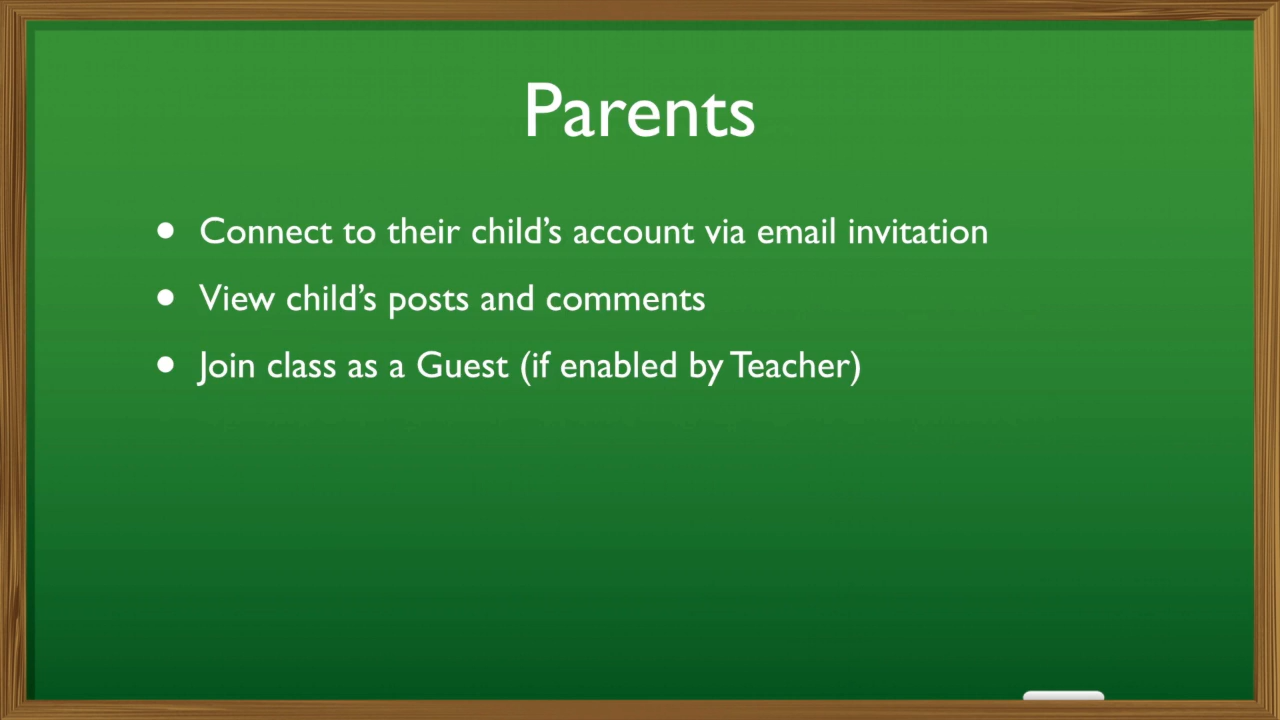 Parents
• Connect to their child’s account via email invitation
• View child’s posts and comments
• Join class as a Guest (if enabled by Teacher)